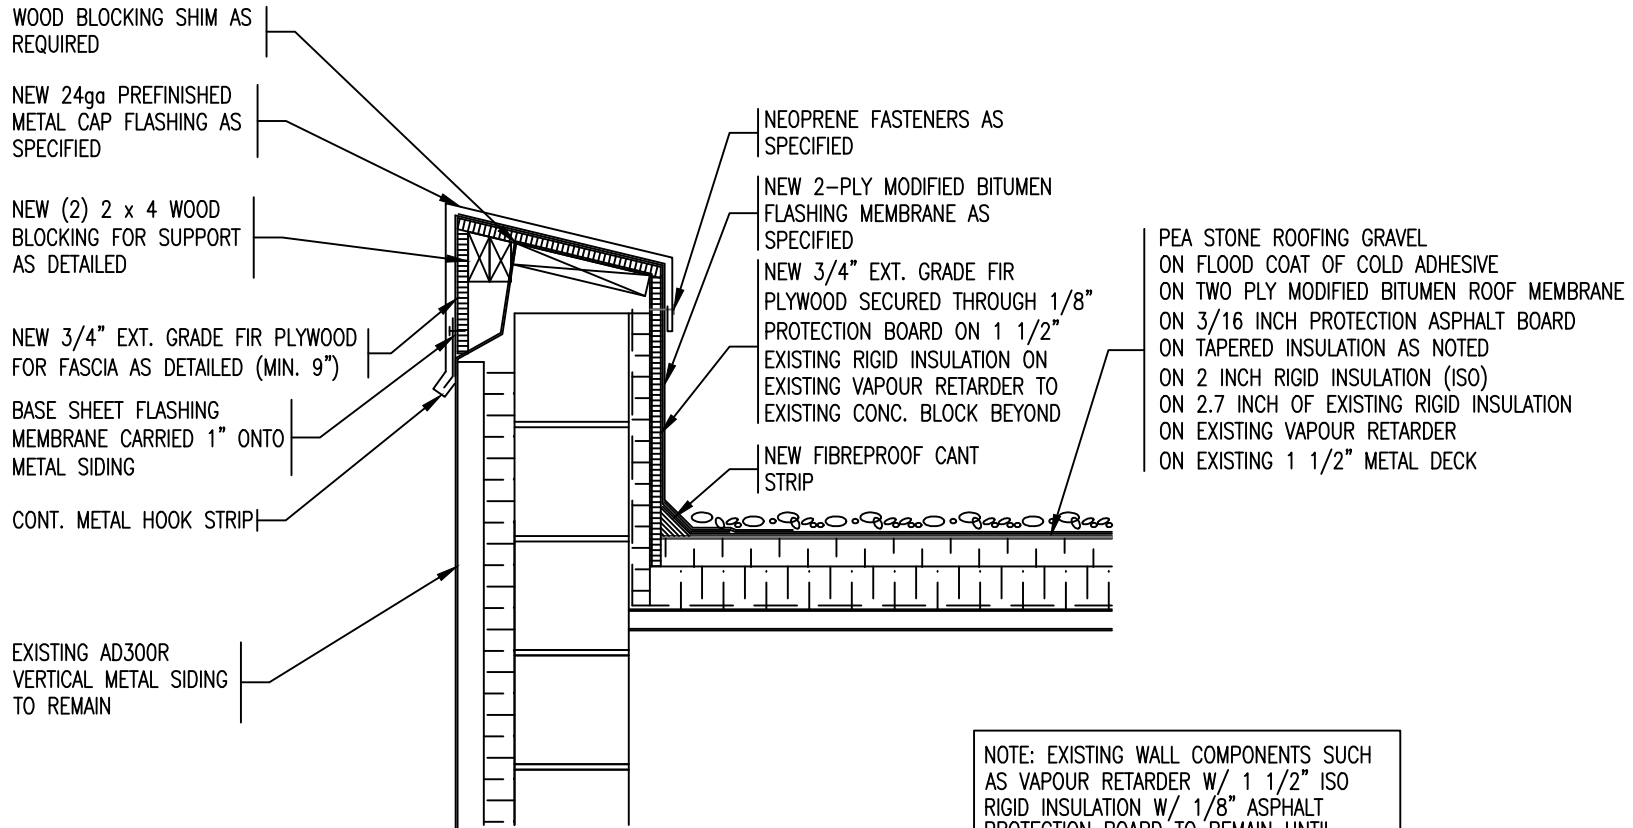 WOOD BLOCKING SHIM AS
REQUIRED
NEW 24ga PREFINISHED
METAL CAP FLASHING AS
SPECIFIED
NEW (2) 2 x 4 WOOD
BLOCKING FOR SUPPORT
AS DETAILED
NEW 3/4" EXT. GRADE FIR PLYWOOD
FOR FASCIA AS DETAILED (MIN. 9")
BASE SHEET FLASHING
MEMBRANE CARRIED 1" ONTO
METAL SIDING
CONT. METAL HOOK STRIP
EXISTING AD300R
VERTICAL METAL SIDING
TO REMAIN
NEOPRENE FASTENERS AS
SPECIFIED
NEW 2-PLY MODIFIED BITUMEN
FLASHING MEMBRANE AS
SPECIFIED
NEW 3/4" EXT. GRADE FIR
PLYWOOD SECURED THROUGH 1/8"
PROTECTION BOARD ON 1 1/2"
EXISTING RIGID INSULATION ON
EXISTING VAPOUR RETARDER TO
EXISTING CONC. BLOCK BEYOND
NEW FIBREPROOF CANT
STRIP
PEA STONE ROOFING GRAVEL
ON FLOOD COAT OF COLD ADHESIVE
ON TWO PLY MODIFIED BITUMEN ROOF MEMBRANE
ON 3/16 INCH PROTECTION ASPHALT BOARD
ON TAPERED INSULATION AS NOTED
ON 2 INCH RIGID INSULATION (ISO)
ON 2.7 INCH OF EXISTING RIGID INSULATION
ON EXISTING VAPOUR RETARDER
ON EXISTING 1 1/2" METAL DECK
NOTE: EXISTING WALL COMPONENTS SUCH
AS VAPOUR RETARDER W/ 1 1/2" ISO
RIGID INSULATION W/ 1/8" ASPHALT
PROTECTION BOARD TO REMAIN UNTIL